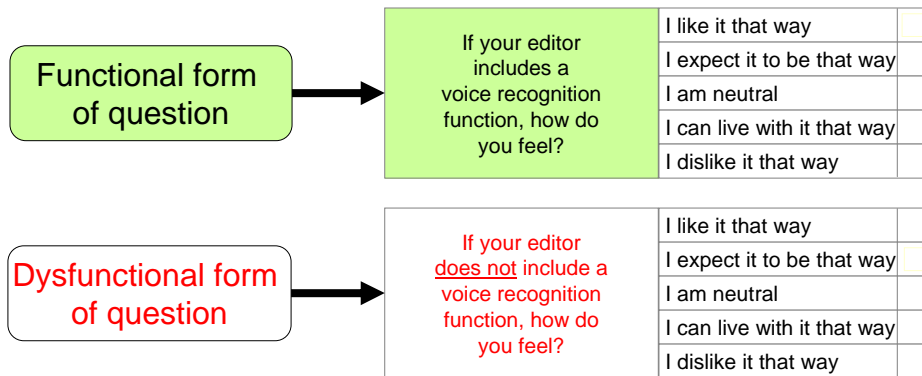 Functional form
of question
If your editor
includes a
voice recognition
function, how do
you feel?
I like it that way
I expect it to be that way
I am neutral
I can live with it that way
I dislike it that way
Dysfunctional form
of question
If your editor
does not include a
voice recognition
function, how do
you feel?
I like it that way
I expect it to be that way
I am neutral
I can live with it that way
I dislike it that way